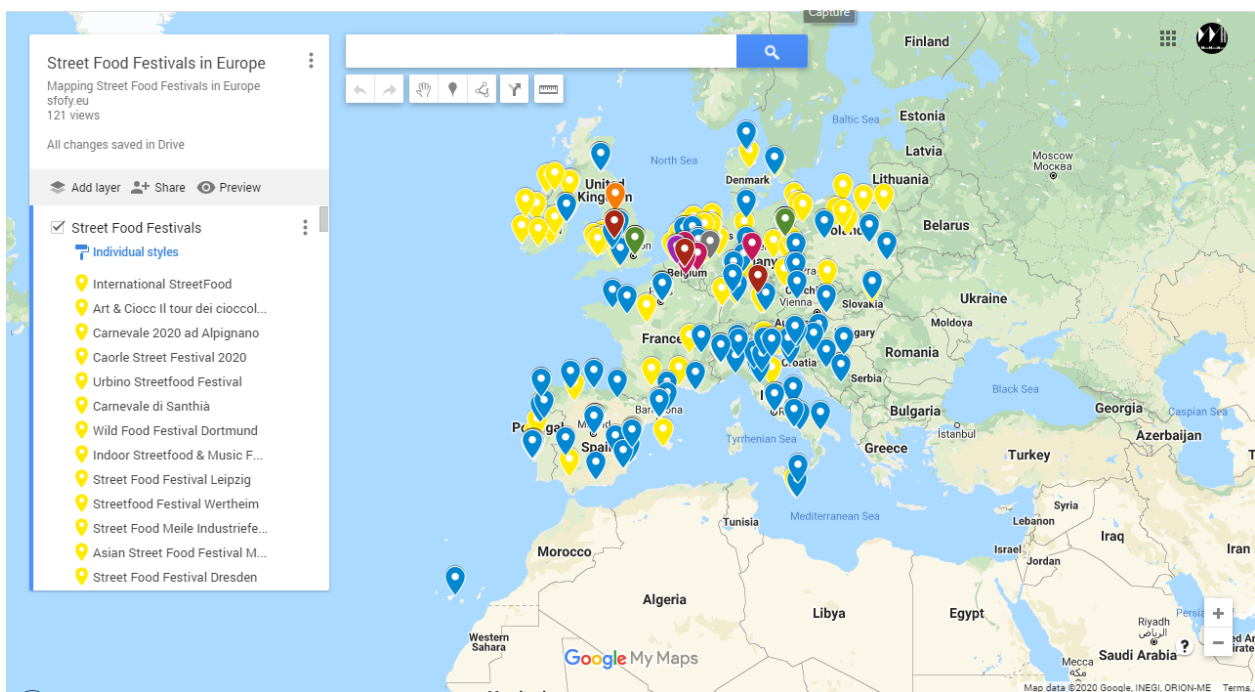 Capture
Street Food Festivals in Europe
Mapping Street Food Festivals in Europe
sfofy.eu
121 views
All changes saved in Drive
Add layer Share Preview
Street Food Festivals
Individual styles
International StreetFood
Art & Ciocc Il tour dei cioccol...
Carnevale 2020 ad Alpignano
Caorle Street Festival 2020
Urbino Streetfood Festival
Carnevale di Santhià
Wild Food Festival Dortmund
Indoor Streetfood & Music F...
Street Food Festival Leipzig
Streetfood Festival Wertheim
Street Food Meile Industriefe...
Asian Street Food Festival M...
Street Food Festival Dresden
Finland
Estonia
Baltic Sea
Latvia
Moscow
Москва
North Sea
Denmark
Lithuania
United
Kingdom
Belarus
Belgium
Ukraine
Vienna
Slovakia
Moldova
France
Romania
Croatia
Serbia
Black Sea
Bulgaria
Georgia
Caspian Sea
İstanbul
Azerbaijan
Spain
Tyrrhenian Sea
Greece
Turkey
Mediterranean Sea
Syria
Tunisia
Lebanon
Iraq
Iran
Israel
Jordan
Morocco
Algeria
Libya
Egypt
Western
Sahara
Riyadh
الرياض
Saudi Arabia
?
Mecca
مكة
Google My Maps
Map data ©2020 Google, INEGI, ORION-ME Terms